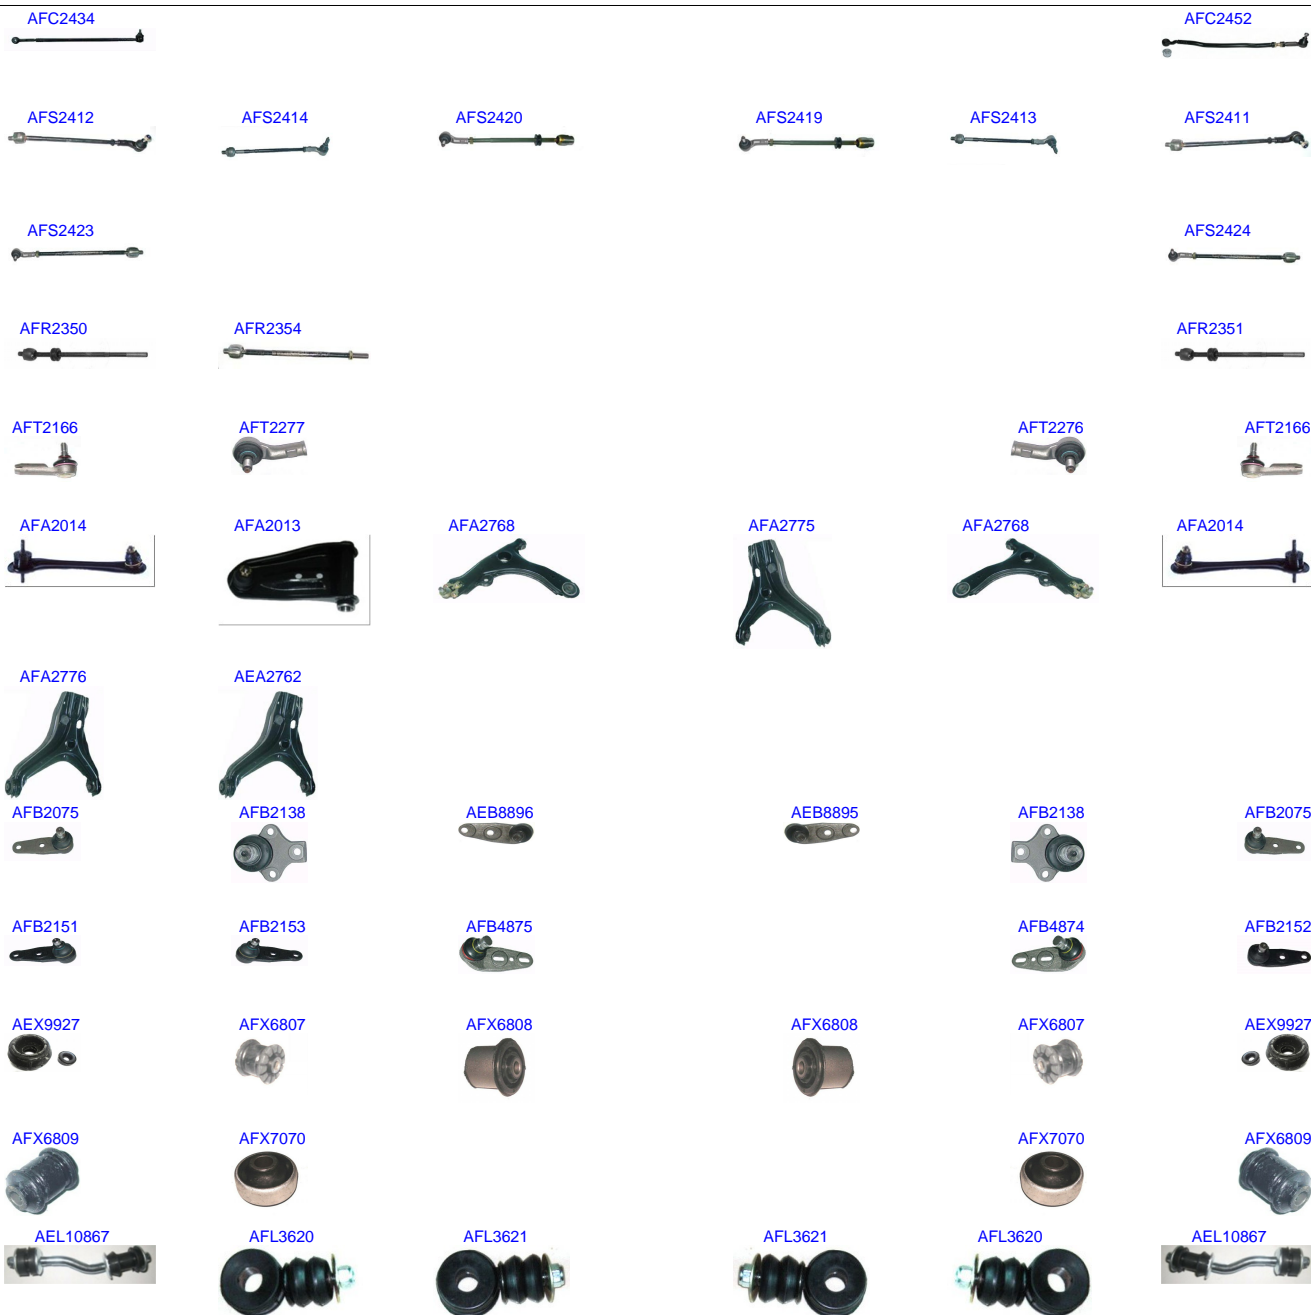 AFC2434 AFC2452
AFS2412 AFS2414 AFS2420 AFS2419 AFS2413 AFS2411
AFS2423 AFS2424
AFR2350 AFR2354 AFR2351
AFT2166 AFT2277 AFT2276 AFT2166
AFA2014 AFA2013 AFA2768 AFA2775 AFA2768 AFA2014
AFA2776 AEA2762
AFB2075 AFB2138 AEB8896 AEB8895 AFB2138 AFB2075
AFB2151 AFB2153 AFB4875 AFB4874 AFB2152
AEX9927 AFX6807 AFX6808 AFX6808 AFX6807 AEX9927
AFX6809 AFX7070 AFX7070 AFX6809
AEL10867 AFL3620 AFL3621 AFL3621 AFL3620 AEL10867